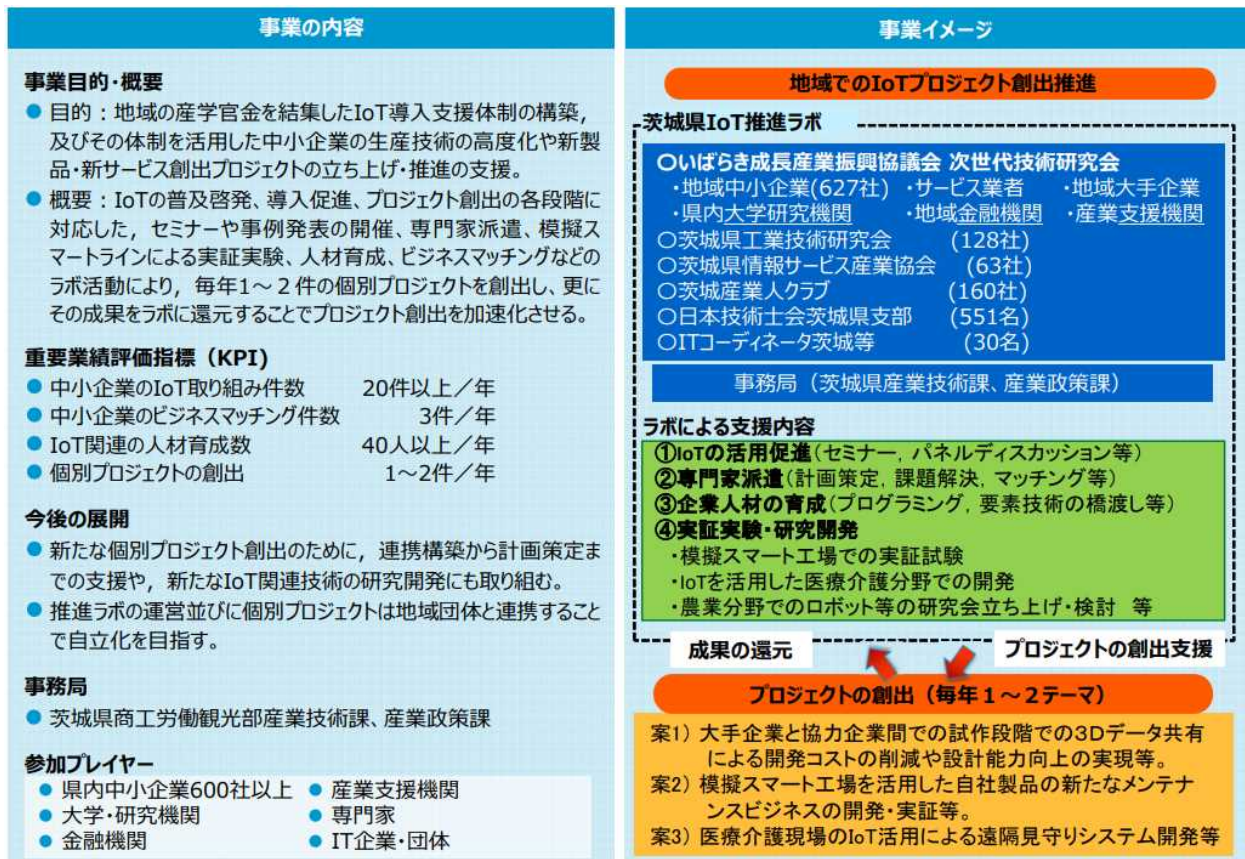 事業の内容
事業目的・概要
● 目的：地域の産学官金を結集したIoT導入支援体制の構築，
及びその体制を活用した中小企業の生産技術の高度化や新製
品・新サービス創出プロジェクトの立ち上げ・推進の支援。
● 概要：IoTの普及啓発、導入促進、プロジェクト創出の各段階に
対応した，セミナーや事例発表の開催、専門家派遣、模擬ス
マートラインによる実証実験、人材育成、ビジネスマッチングなどの
ラボ活動により，毎年1～２件の個別プロジェクトを創出し、更に
その成果をラボに還元することでプロジェクト創出を加速化させる。
重要業績評価指標（KPI)
● 中小企業のIoT取り組み件数 20件以上／年
● 中小企業のビジネスマッチング件数 3件／年
● IoT関連の人材育成数 40人以上／年
● 個別プロジェクトの創出 1～2件／年
今後の展開
● 新たな個別プロジェクト創出のために，連携構築から計画策定ま
での支援や，新たなIoT関連技術の研究開発にも取り組む。
● 推進ラボの運営並びに個別プロジェクトは地域団体と連携すること
で自立化を目指す。
事務局
● 茨城県商工労働観光部産業技術課、産業政策課
参加プレイヤー
● 県内中小企業600社以上 ● 産業支援機関
● 大学・研究機関 ● 専門家
● 金融機関 ● IT企業・団体
事業イメージ
地域でのIoTプロジェクト創出推進
茨城県IoT推進ラボ
○いばらき成長産業振興協議会 次世代技術研究会
・地域中小企業(627社) ・サービス業者 ・地域大手企業
・県内大学研究機関 ・地域金融機関 ・産業支援機関
○茨城県工業技術研究会 (128社)
○茨城県情報サービス産業協会 (63社)
○茨城産業人クラブ (160社)
○日本技術士会茨城県支部 (551名)
○ITコーディネータ茨城等 (30名)
事務局（茨城県産業技術課、産業政策課）
ラボによる支援内容
①IoTの活用促進(セミナー，パネルディスカッション等)
②専門家派遣(計画策定，課題解決，マッチング等)
③企業人材の育成(プログラミング，要素技術の橋渡し等)
④実証実験・研究開発
・模擬スマート工場での実証試験
・IoTを活用した医療介護分野での開発
・農業分野でのロボット等の研究会立ち上げ・検討 等
成果の還元 プロジェクトの創出支援
プロジェクトの創出（毎年１～２テーマ）
案1) 大手企業と協力企業間での試作段階での３Dデータ共有
による開発コストの削減や設計能力向上の実現等。
案2) 模擬スマート工場を活用した自社製品の新たなメンテナ
ンスビジネスの開発・実証等。
案3) 医療介護現場のIoT活用による遠隔見守りシステム開発等